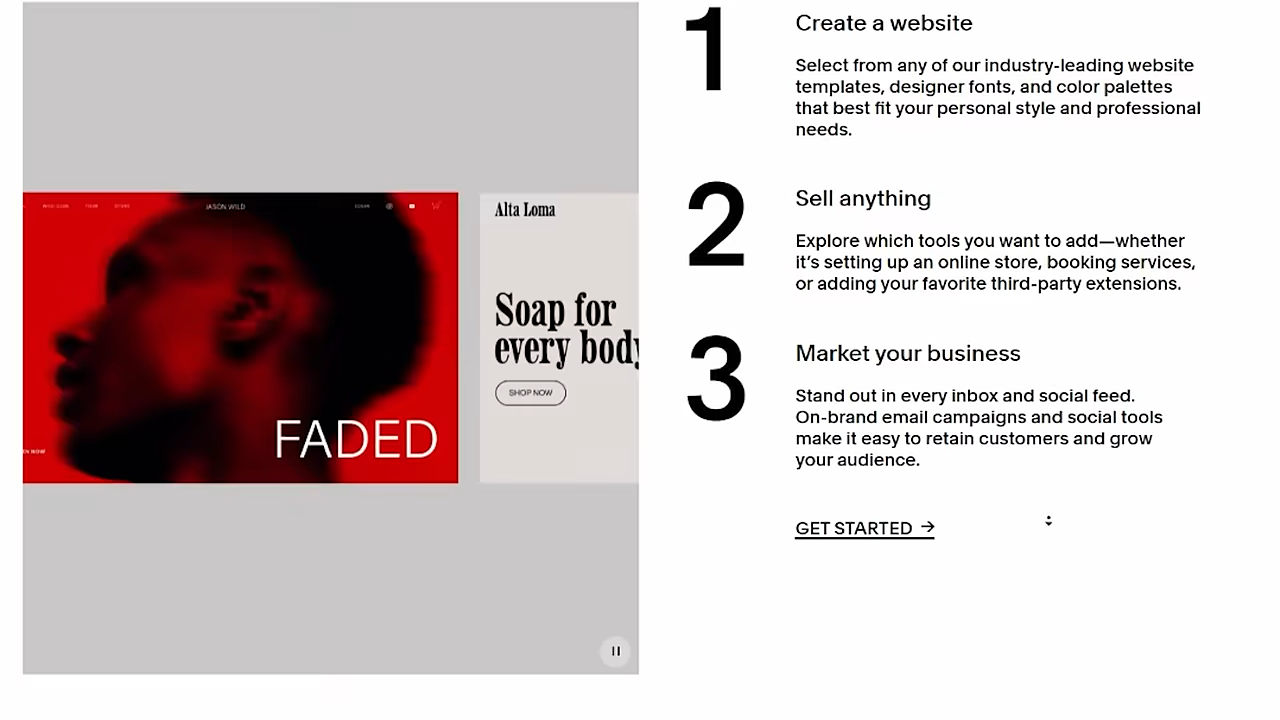 JASON WILD
LOGIN
FADED
Alta Loma
Soap for
every body
SHOP NOW
1
Create a website
Select from any of our industry-leading website
templates, designer fonts, and color palettes
that best fit your personal style and professional
needs.
2
Sell anything
Explore which tools you want to add—whether
it’s setting up an online store, booking services,
or adding your favorite third-party extensions.
3
Market your business
Stand out in every inbox and social feed.
On-brand email campaigns and social tools
make it easy to retain customers and grow
your audience.
GET STARTED →